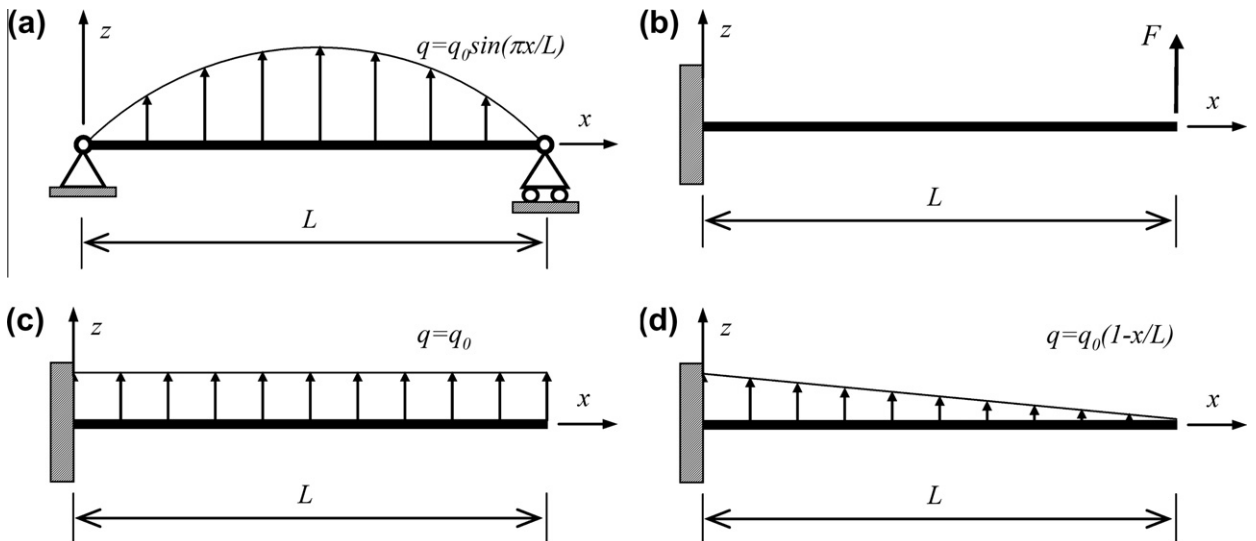 (a)
z
q=q₀sin(πx/L)
x
L
(b)
z
F
x
L
(c)
z
q=q₀
x
L
(d)
z
q=q₀(1-x/L)
x
L